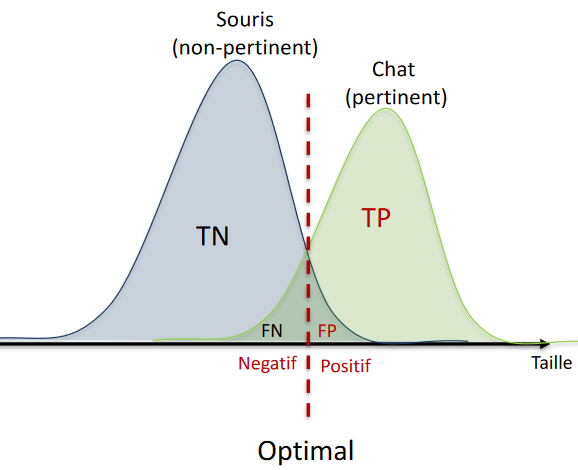 Souris
(non-pertinent)
Chat
(pertinent)
TN
TP
FN
FP
Negatif
Positif
Taille
Optimal